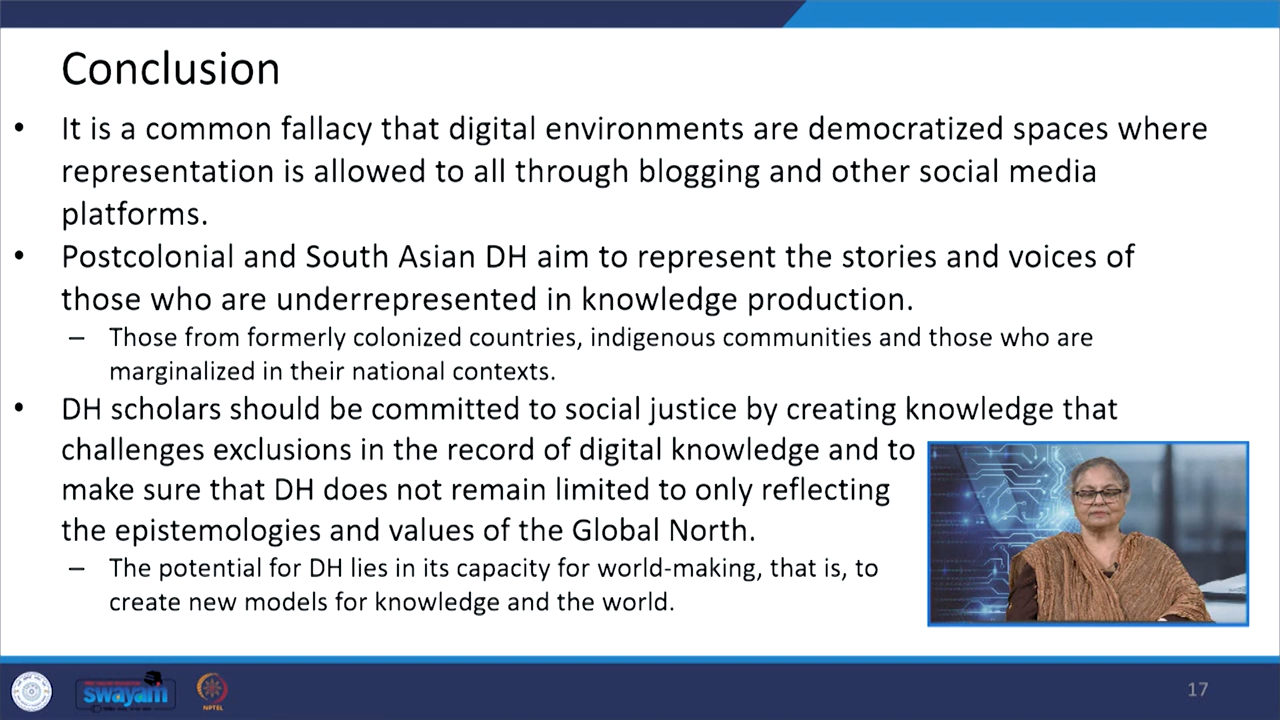 Conclusion
• It is a common fallacy that digital environments are democratized spaces where
representation is allowed to all through blogging and other social media
platforms.
• Postcolonial and South Asian DH aim to represent the stories and voices of
those who are underrepresented in knowledge production.
– Those from formerly colonized countries, indigenous communities and those who are
marginalized in their national contexts.
• DH scholars should be committed to social justice by creating knowledge that
challenges exclusions in the record of digital knowledge and to
make sure that DH does not remain limited to only reflecting
the epistemologies and values of the Global North.
– The potential for DH lies in its capacity for world-making, that is, to
create new models for knowledge and the world.
swayam
NPTEL
17